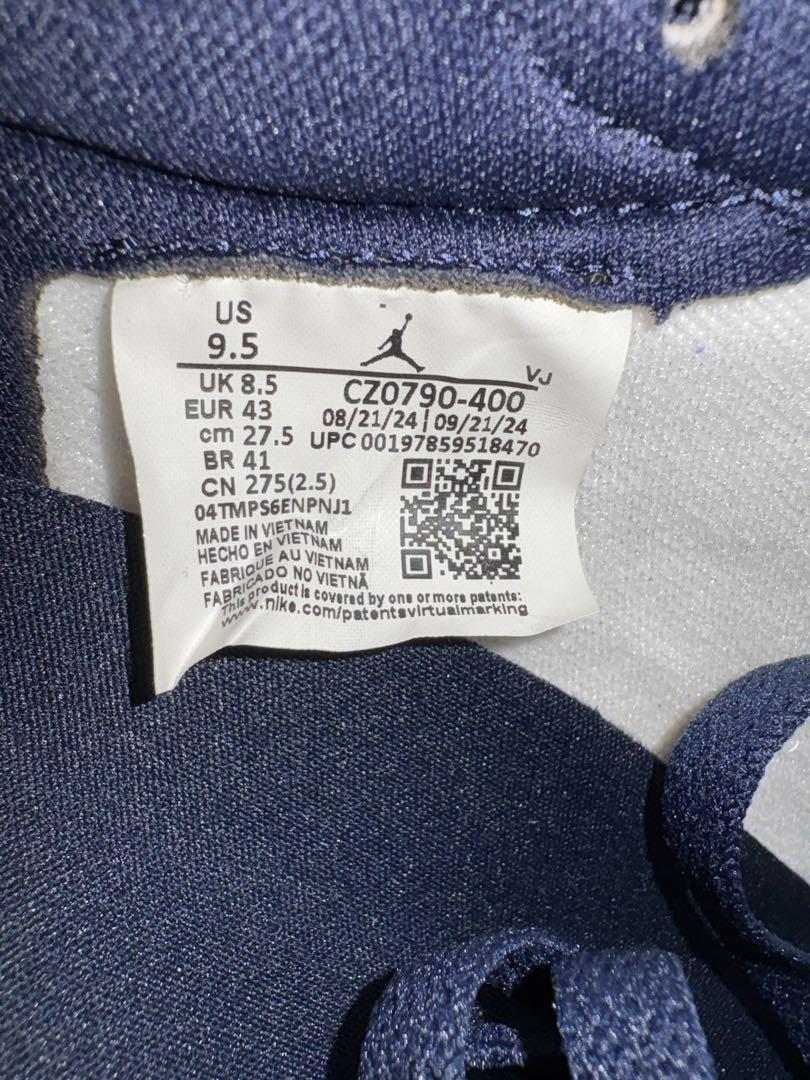 US
9.5
VJ
UK 8.5
EUR 43
cm 27.5
BR 41
CN 275(2.5)
CZ0790-400
08/21/24 | 09/21/24
UPC 00197859518470
04TMPS6ENPNJ1
MADE IN VIETNAM
HECHO EN VIETNAM
FABRIQUE AU VIETNAM
FABRICADO NO VIETNÃ
This product is covered by one or more patents:
www.nike.com/patentsvirtualmarking